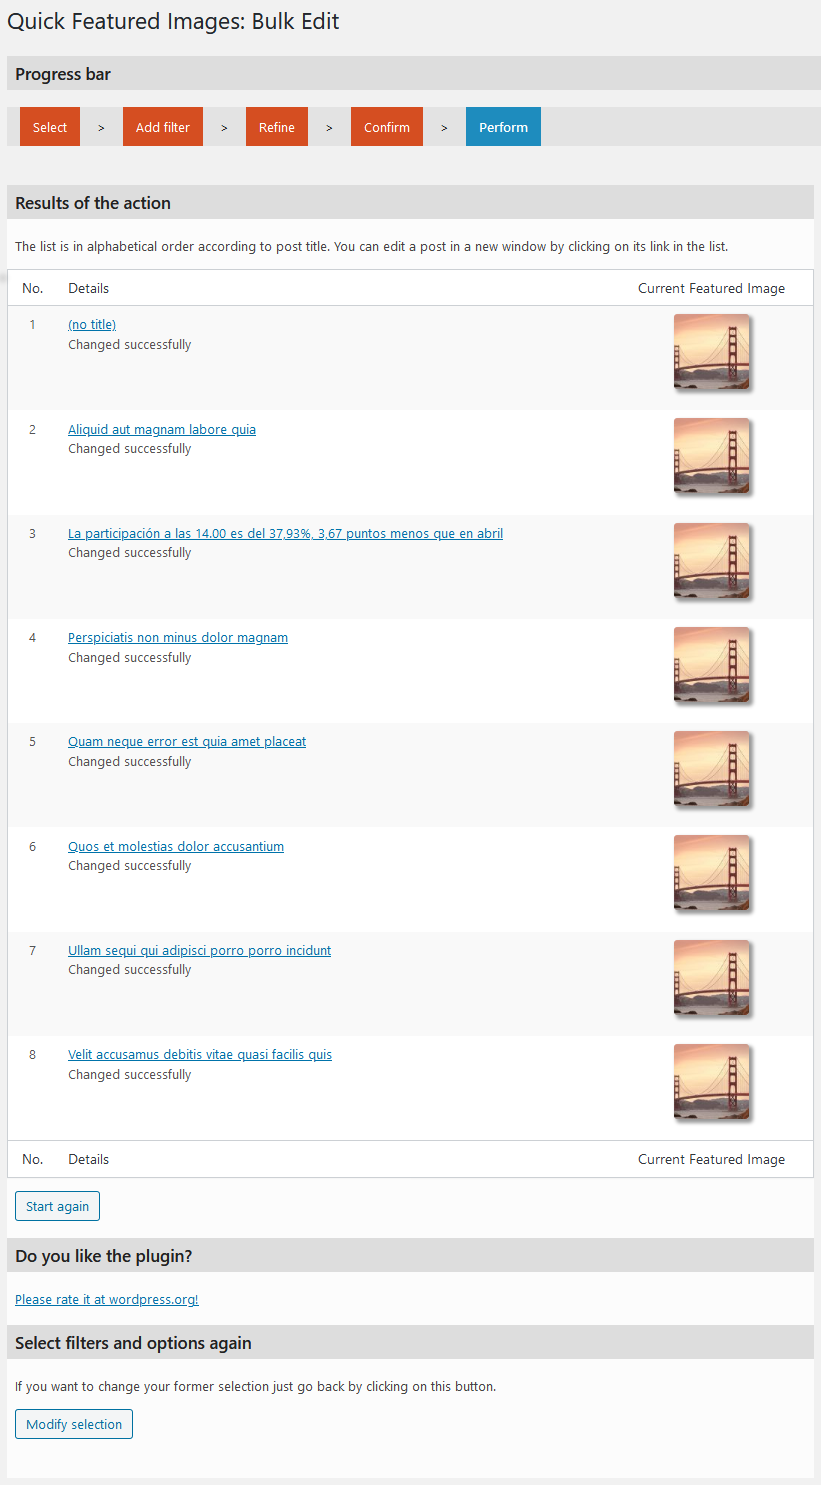 Quick Featured Images: Bulk Edit
Progress bar
Select > Add filter > Refine > Confirm > Perform
Results of the action
The list is in alphabetical order according to post title. You can edit a post in a new window by clicking on its link in the list.
No. Details Current Featured Image
1 (no title)
Changed successfully
2 Aliquid aut magnam labore quia
Changed successfully
3 La participación a las 14.00 es del 37,93%, 3,67 puntos menos que en abril
Changed successfully
4 Perspiciatis non minus dolor magnam
Changed successfully
5 Quam neque error est quia amet placeat
Changed successfully
6 Quos et molestias dolor accusantium
Changed successfully
7 Ullam sequi qui adipisci porro porro incidunt
Changed successfully
8 Velit accusamus debitis vitae quasi facilis quis
Changed successfully
No. Details Current Featured Image
Start again
Do you like the plugin?
Please rate it at wordpress.org!
Select filters and options again
If you want to change your former selection just go back by clicking on this button.
Modify selection